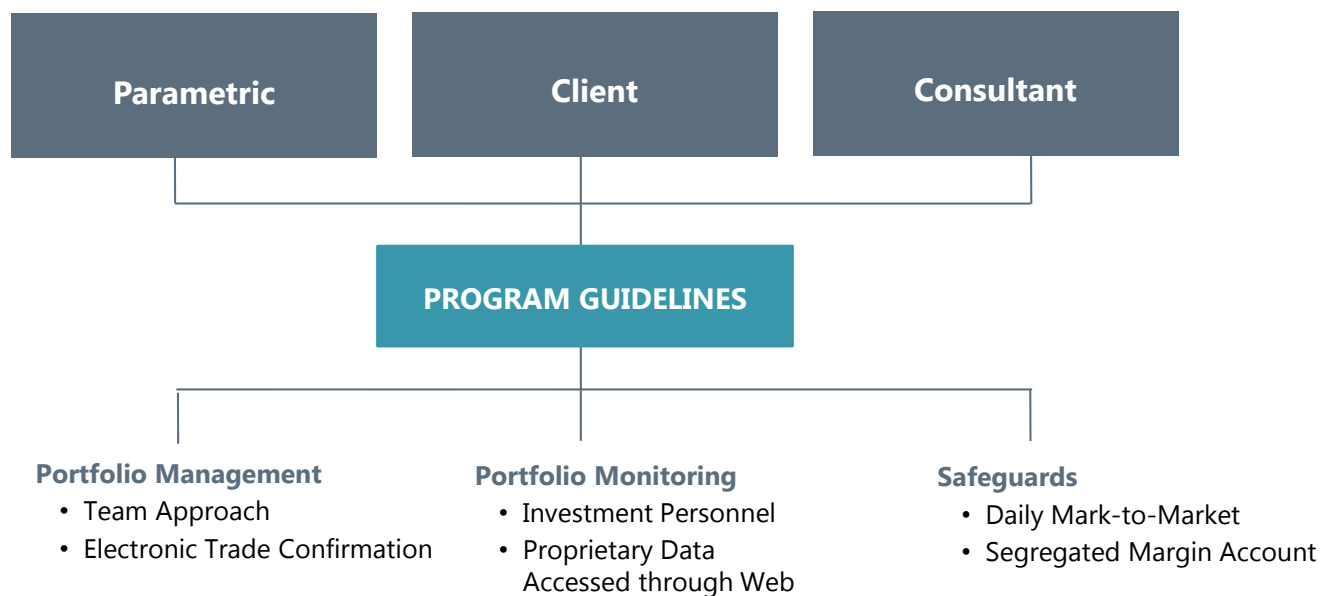 Parametric
Client
Consultant
PROGRAM GUIDELINES
Portfolio Management
• Team Approach
• Electronic Trade Confirmation
Portfolio Monitoring
• Investment Personnel
• Proprietary Data
Accessed through Web
Safeguards
• Daily Mark-to-Market
• Segregated Margin Account